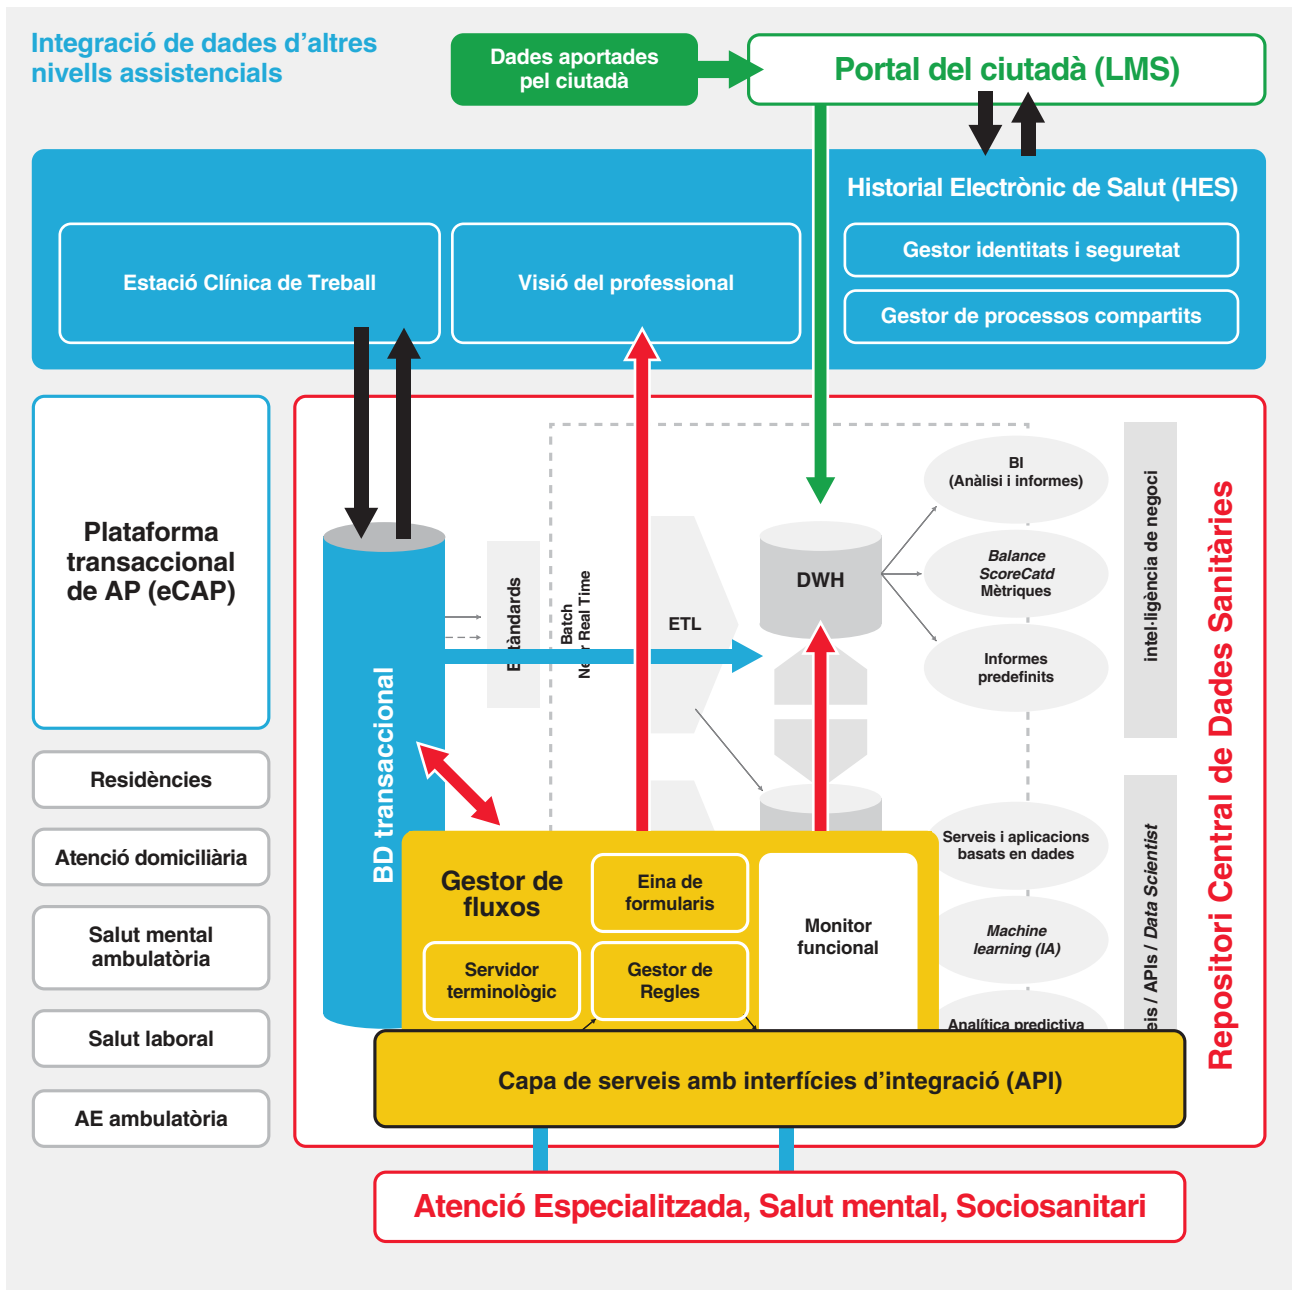 Integració de dades d’altres
nivells assistencials
Dades aportades
pel ciutadà
Portal del ciutadà (LMS)
Historial Electrònic de Salut (HES)
Estació Clínica de Treball
Visió del professional
Gestor identitats i seguretat
Gestor de processos compartits
Plataforma
transaccional
de AP (eCAP)
Residències
Atenció domiciliària
Salut mental
ambulatòria
Salut laboral
AE ambulatòria
BD transaccional
Estàndards
Batch
Near Real Time
ETL
DWH
BI
(Anàlisi i informes)
Balance
ScoreCatd
Mètriques
Informes
predefinits
intel·ligència de negoci
Serveis i aplicacions
basats en dades
Machine
learning (IA)
Analítica predictiva
/ APIs / Data Scientist
Repositori Central de Dades Sanitàries
Gestor de
fluxos
Eina de
formularis
Servidor
terminològic
Gestor de
Regles
Monitor
funcional
Capa de serveis amb interfícies d’integració (API)
Atenció Especialitzada, Salut mental, Sociosanitari